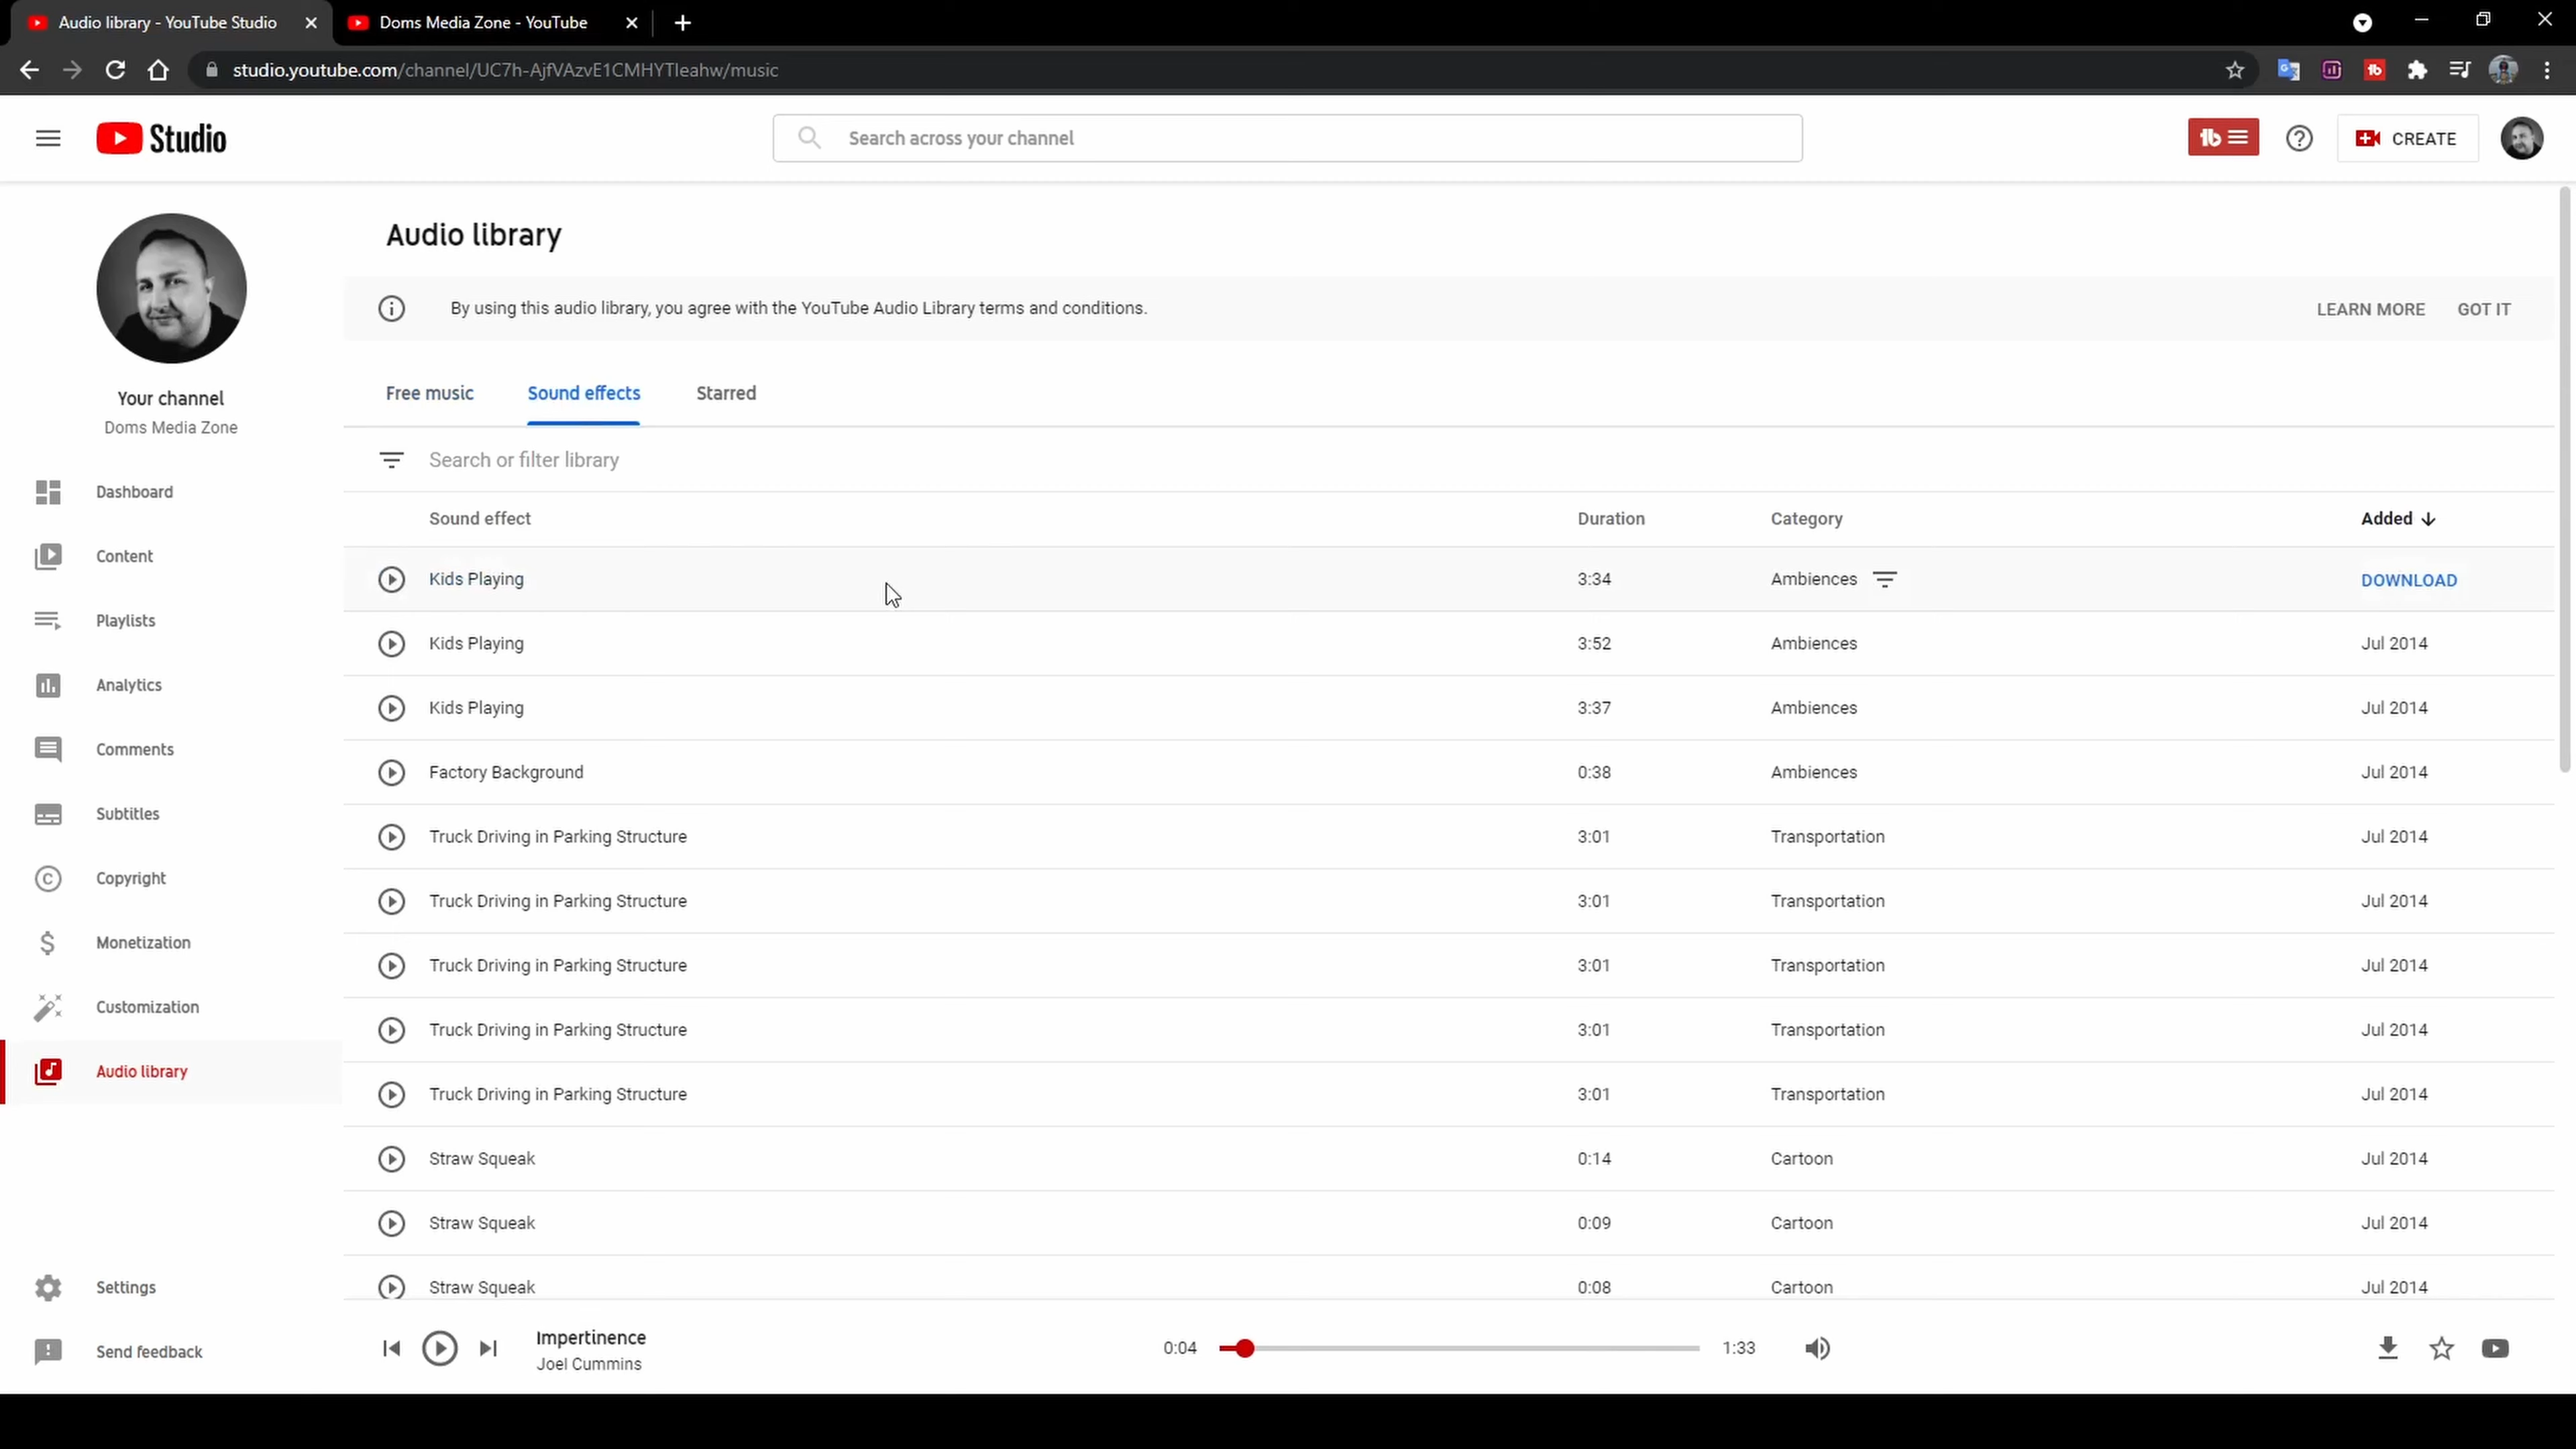 Audio library - YouTube Studio
Doms Media Zone - YouTube
studio.youtube.com/channel/UC7h-AjfVAzvE1CMHYTleahw/music
Studio
Search across your channel
CREATE
Your channel
Doms Media Zone
Dashboard
Content
Playlists
Analytics
Comments
Subtitles
Copyright
Monetization
Customization
Audio library
Settings
Send feedback
Audio library
By using this audio library, you agree with the YouTube Audio Library terms and conditions.
LEARN MORE GOT IT
Free music Sound effects Starred
Search or filter library
Sound effect Duration Category Added
Kids Playing 3:34 Ambiences DOWNLOAD
Kids Playing 3:52 Ambiences Jul 2014
Kids Playing 3:37 Ambiences Jul 2014
Factory Background 0:38 Ambiences Jul 2014
Truck Driving in Parking Structure 3:01 Transportation Jul 2014
Truck Driving in Parking Structure 3:01 Transportation Jul 2014
Truck Driving in Parking Structure 3:01 Transportation Jul 2014
Truck Driving in Parking Structure 3:01 Transportation Jul 2014
Truck Driving in Parking Structure 3:01 Transportation Jul 2014
Straw Squeak 0:14 Cartoon Jul 2014
Straw Squeak 0:09 Cartoon Jul 2014
Straw Squeak 0:08 Cartoon Jul 2014
Impertinence
Joel Cummins
0:04 1:33